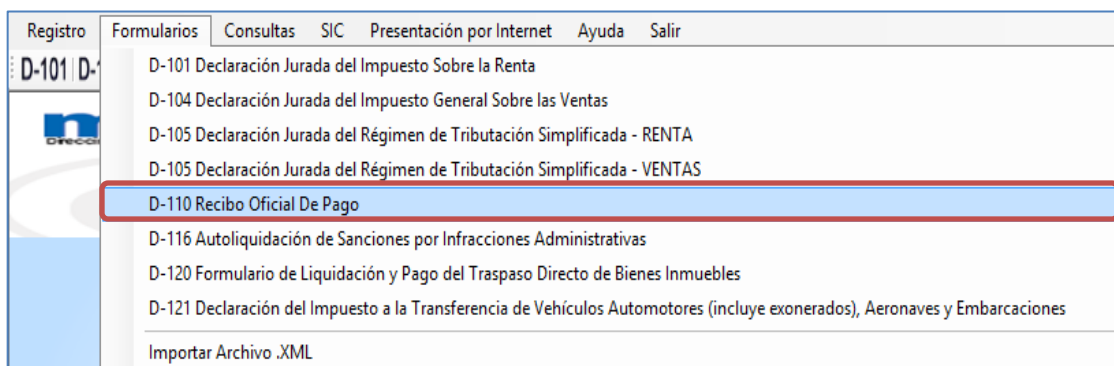 Registro Formularios Consultas SIC Presentación por Internet Ayuda Salir
D-101 D-
D-101 Declaración Jurada del Impuesto Sobre la Renta
D-104 Declaración Jurada del Impuesto General Sobre las Ventas
D-105 Declaración Jurada del Régimen de Tributación Simplificada - RENTA
D-105 Declaración Jurada del Régimen de Tributación Simplificada - VENTAS
D-110 Recibo Oficial De Pago
D-116 Autoliquidación de Sanciones por Infracciones Administrativas
D-120 Formulario de Liquidación y Pago del Traspaso Directo de Bienes Inmuebles
D-121 Declaración del Impuesto a la Transferencia de Vehículos Automotores (incluye exonerados), Aeronaves y Embarcaciones
Importar Archivo .XML